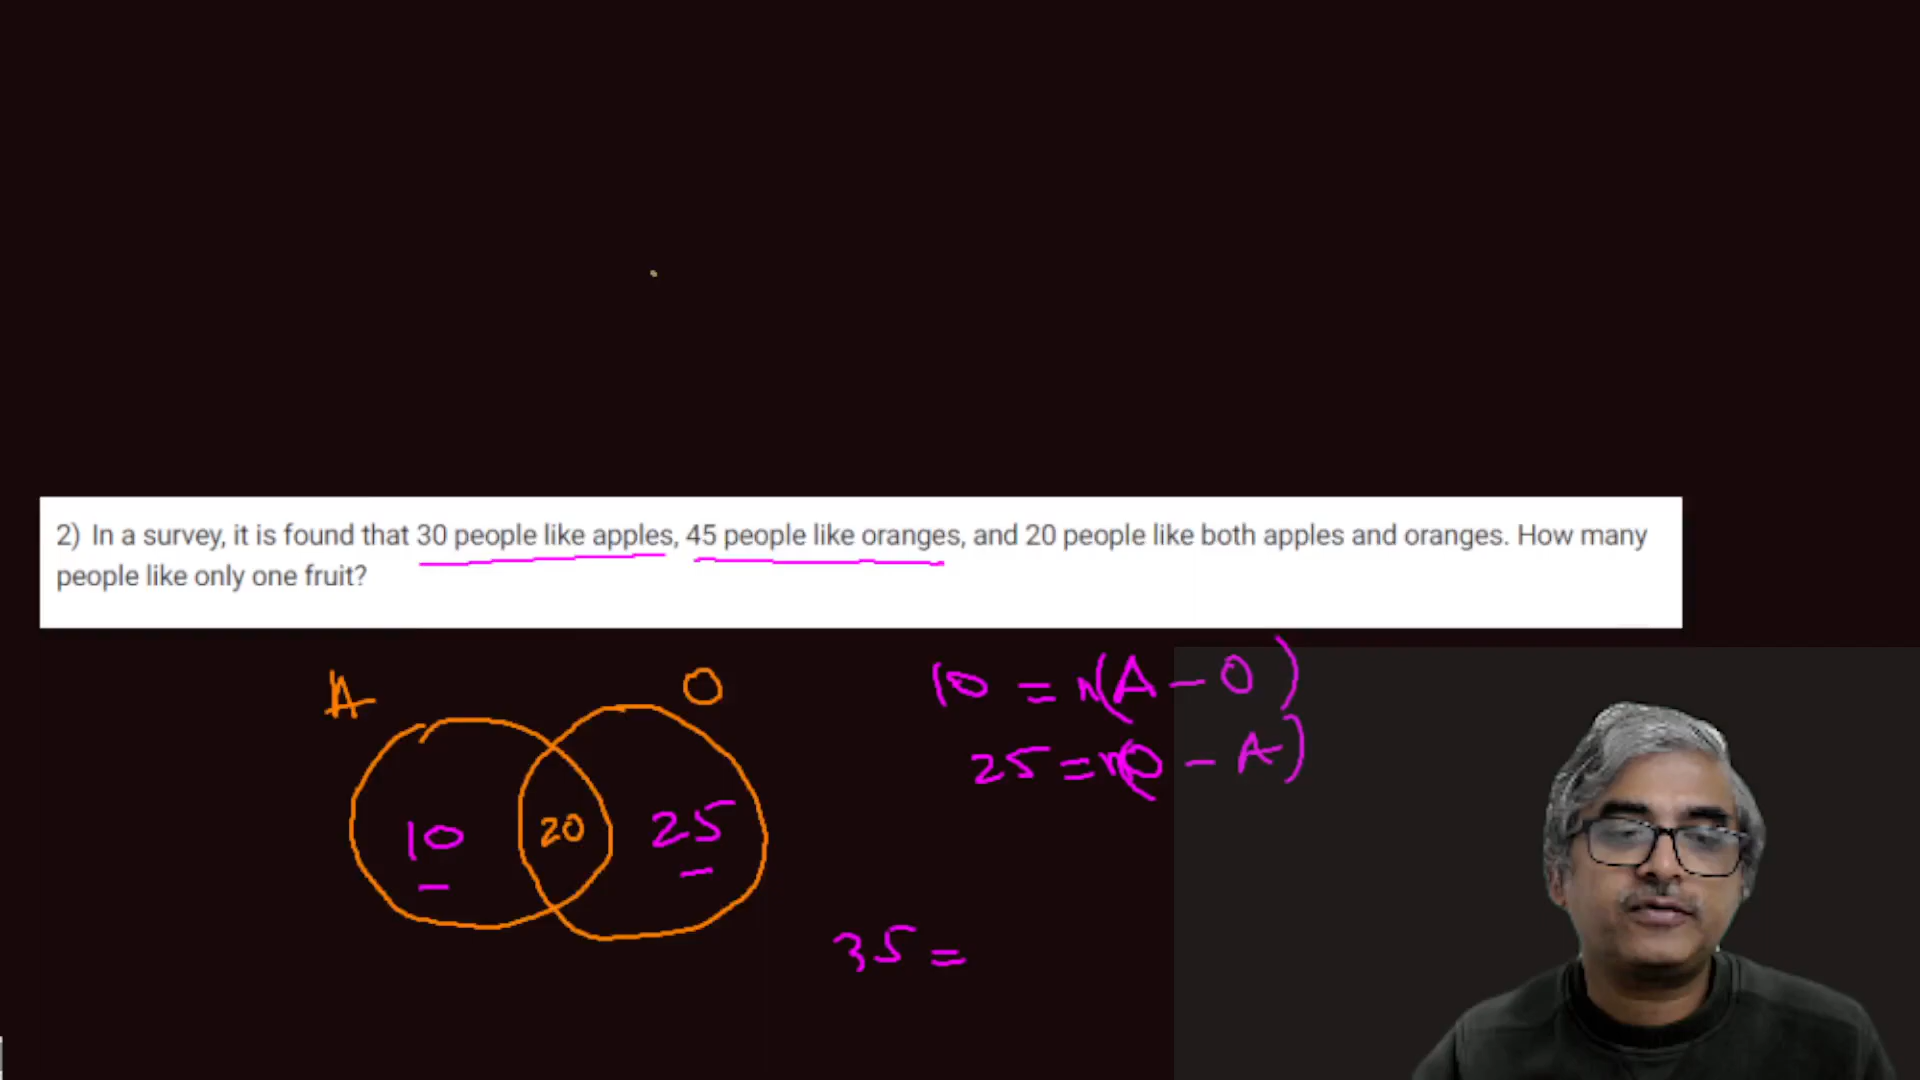 2) In a survey, it is found that 30 people like apples, 45 people like oranges, and 20 people like both apples and oranges. How many
people like only one fruit?
A
O
10 = n(A - O)
25 = n(O - A)
10
20
25
35 =